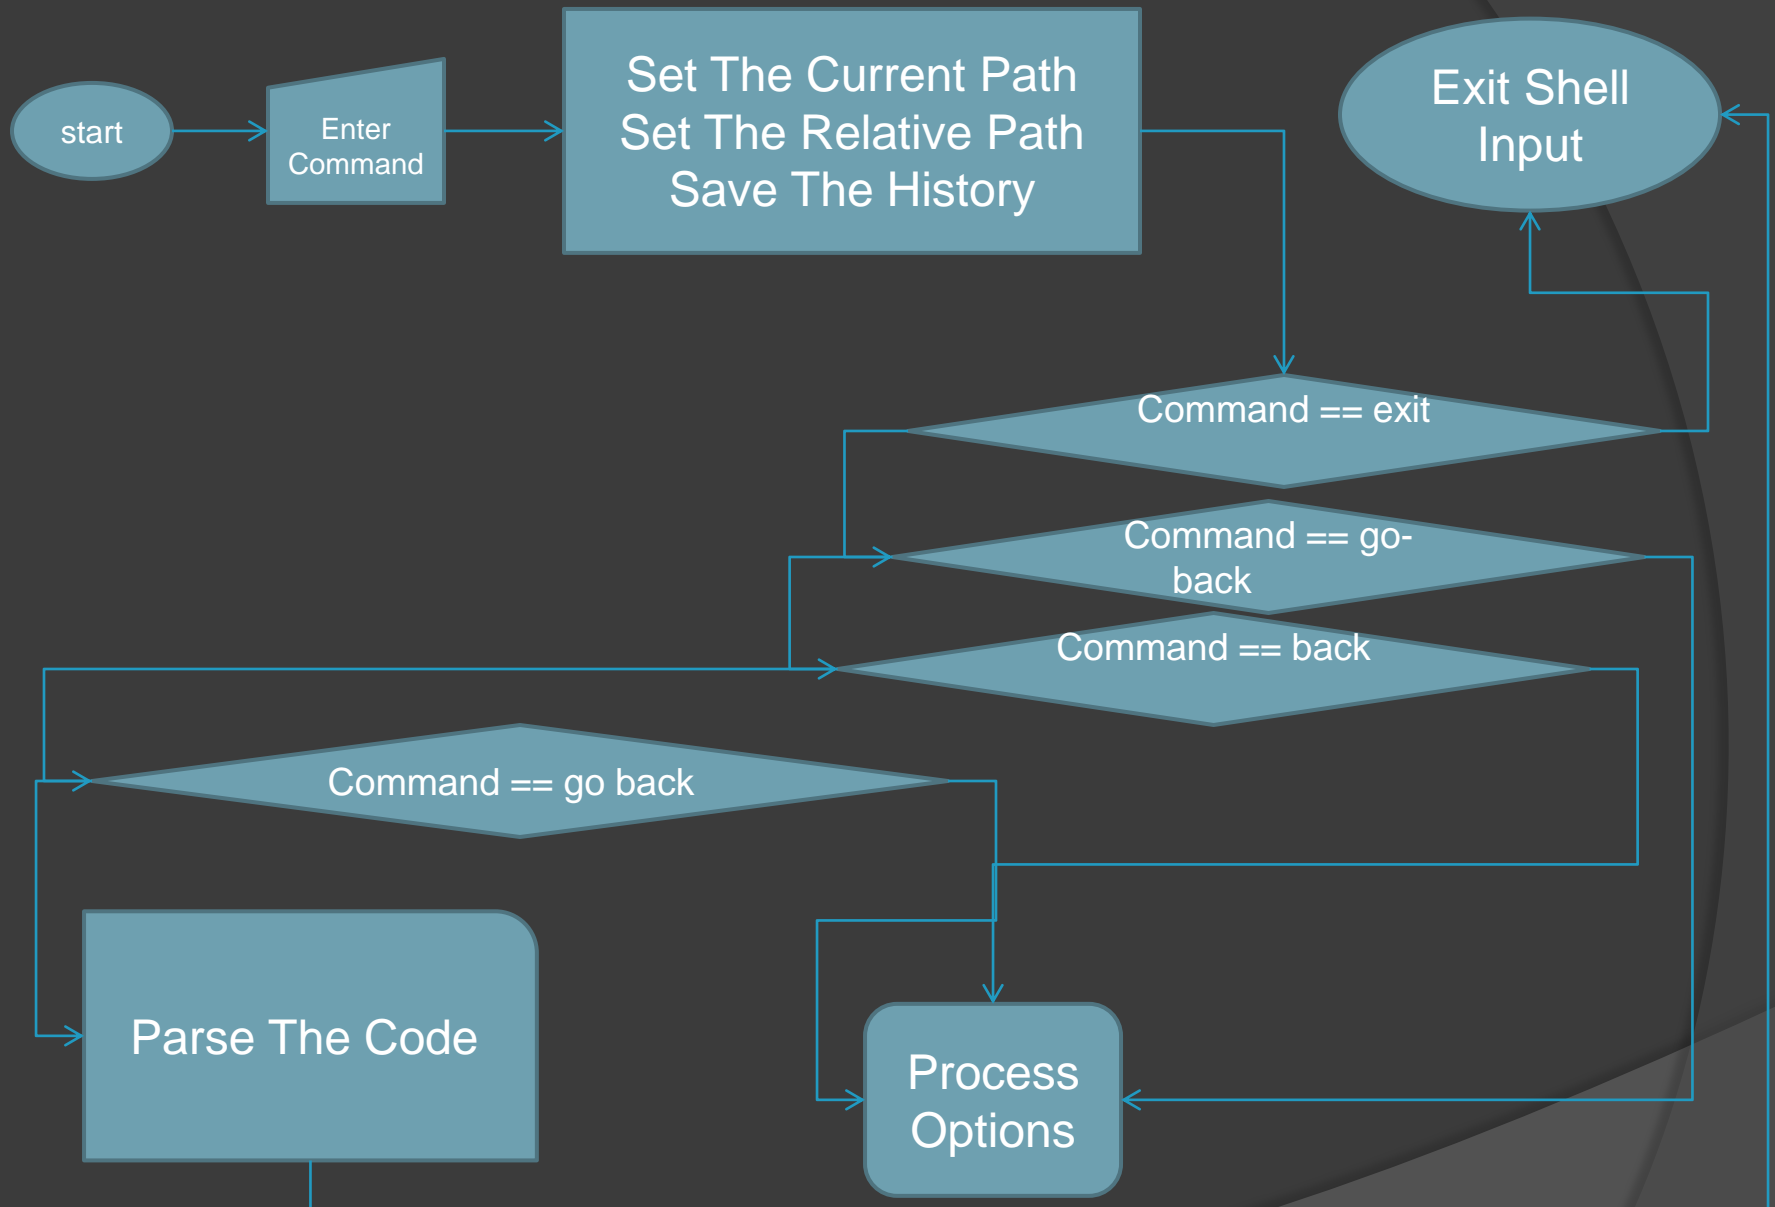 start
Enter
Command
Set The Current Path
Set The Relative Path
Save The History
Exit Shell
Input
Command == exit
Command == go-
back
Command == back
Command == go back
Parse The Code
Process
Options